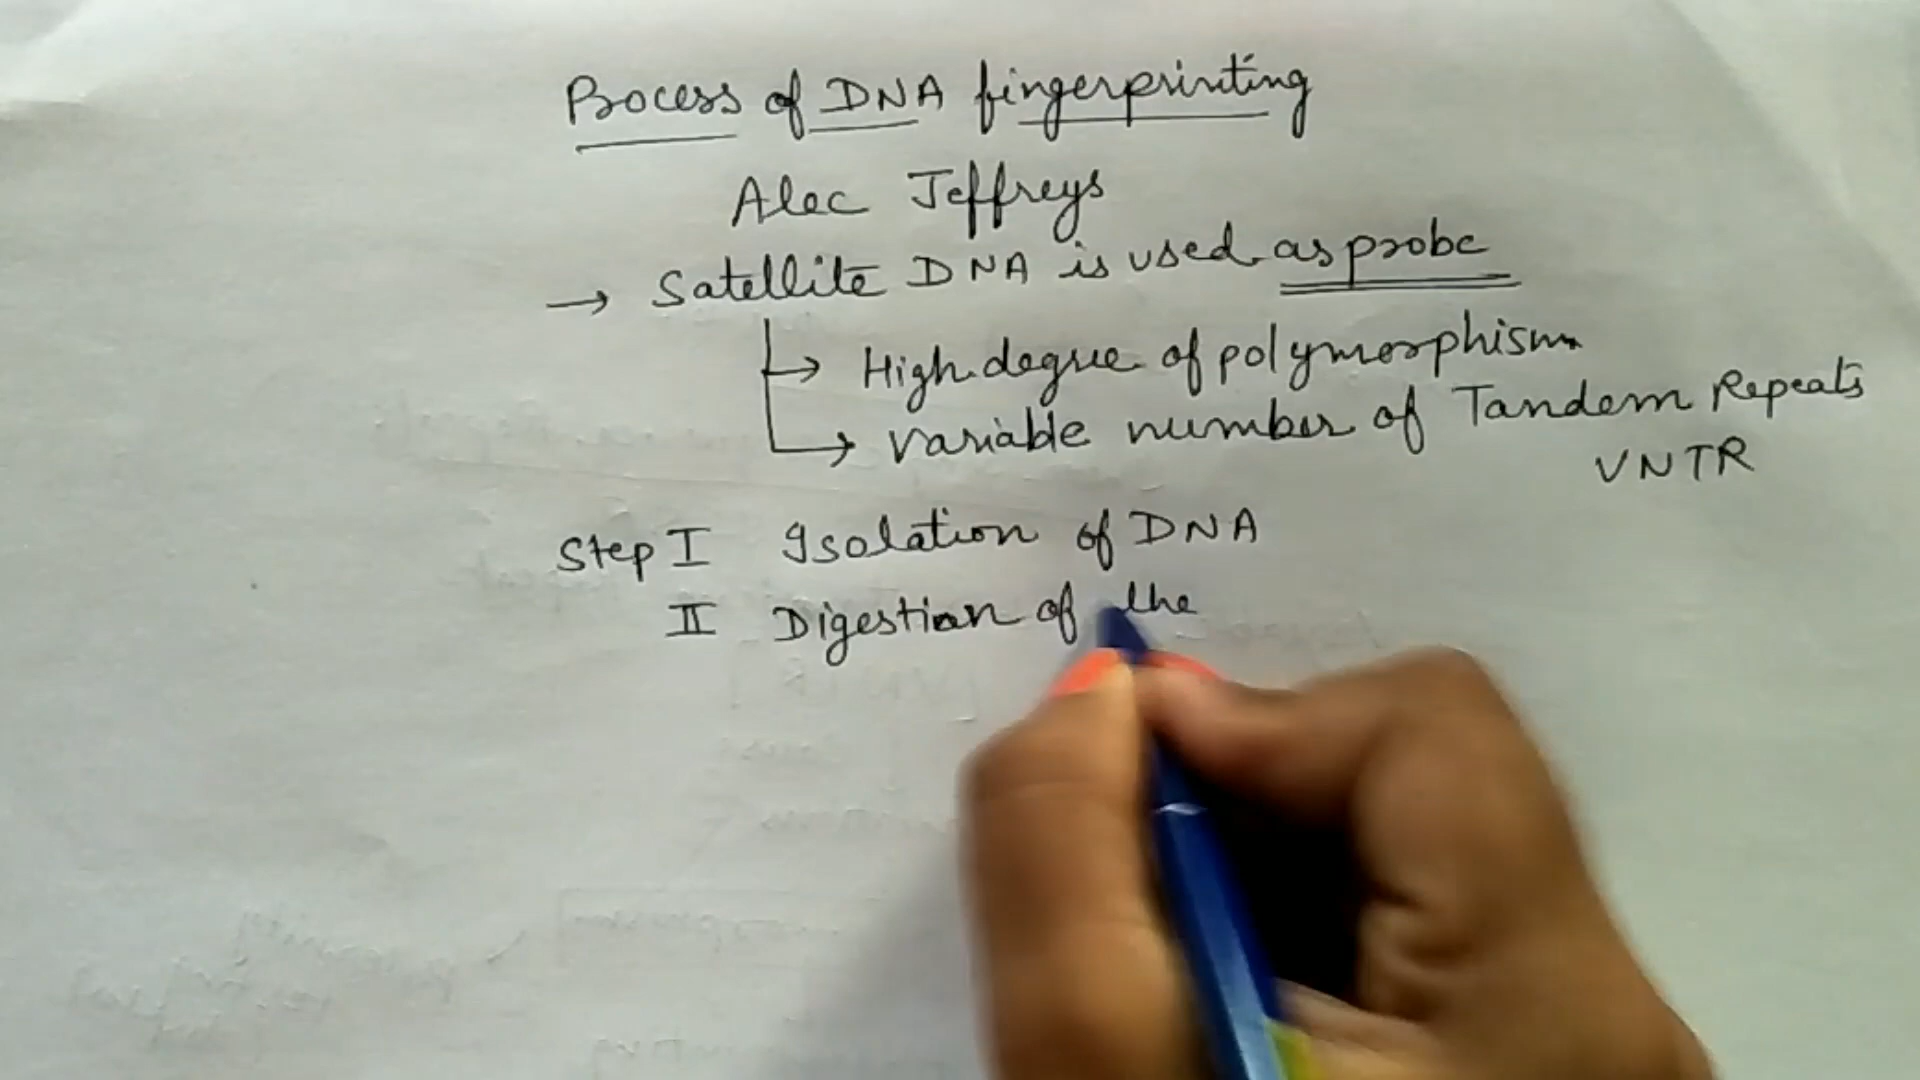 Process of DNA fingerprinting
Alec Jeffreys
→ Satellite DNA is used as probe
→ High degree of polymorphism
→ Variable number of Tandem Repeats
VNTR
Step I Isolation of DNA
II Digestion of the